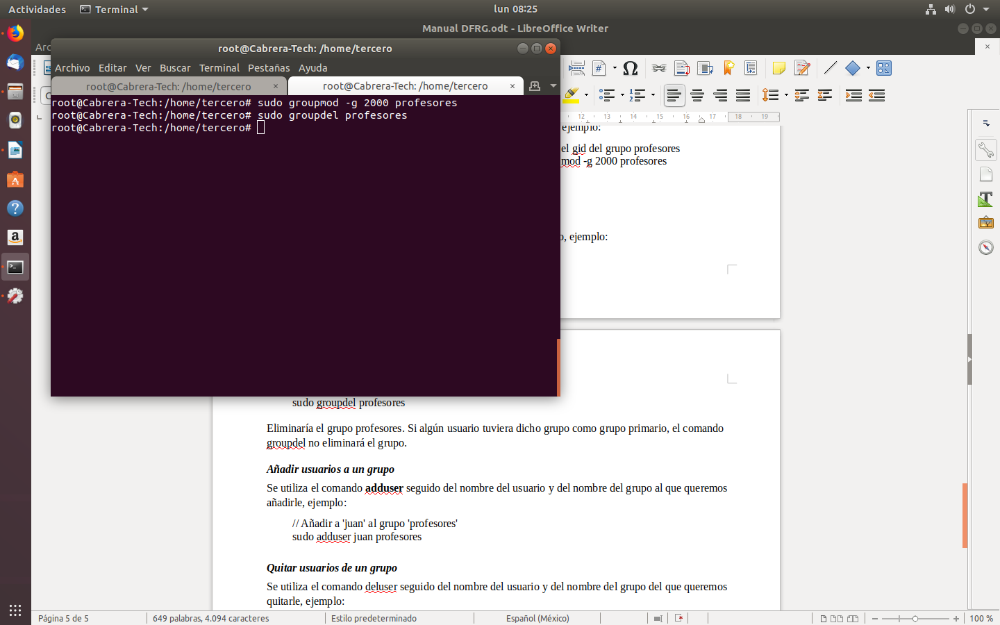 Actividades
Terminal
lun 08:25
Manual DFRG.odt - LibreOffice Writer
root@Cabrera-Tech: /home/tercero
Archivo Editar Ver Buscar Terminal Pestañas Ayuda
root@Cabrera-Tech: /home/tercero
root@Cabrera-Tech: /home/tercero
root@Cabrera-Tech:/home/tercero# sudo groupmod -g 2000 profesores
root@Cabrera-Tech:/home/tercero# sudo groupdel profesores
root@Cabrera-Tech:/home/tercero#
12 13 14 15 16 17 18 19
ejemplo:
el gid del grupo profesores
mod -g 2000 profesores
, ejemplo:
sudo groupdel profesores
Eliminaría el grupo profesores. Si algún usuario tuviera dicho grupo como grupo primario, el comando
groupdel no eliminará el grupo.
Añadir usuarios a un grupo
Se utiliza el comando adduser seguido del nombre del usuario y del nombre del grupo al que queremos
añadirle, ejemplo:
// Añadir a 'juan' al grupo 'profesores'
sudo adduser juan profesores
Quitar usuarios de un grupo
Se utiliza el comando deluser seguido del nombre del usuario y del nombre del grupo del que queremos
quitarle, ejemplo:
Página 5 de 5
649 palabras, 4.094 caracteres
Estilo predeterminado
Español (México)
100 %